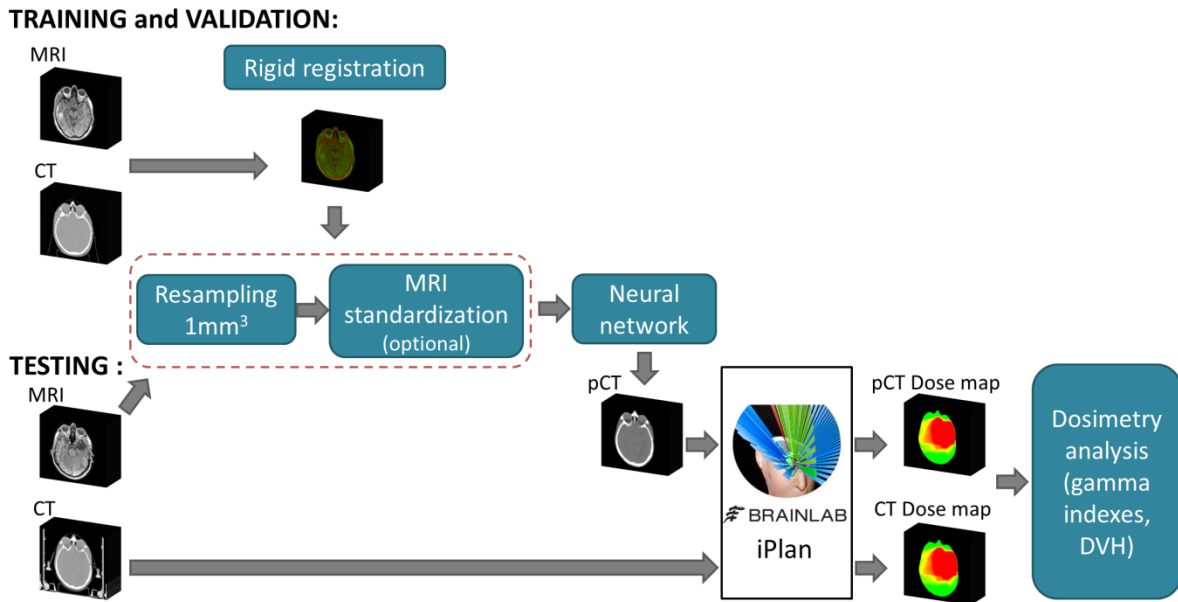 TRAINING and VALIDATION:
MRI
Rigid registration
CT
Resampling
1mm³
MRI
standardization
(optional)
Neural
network
TESTING :
MRI
pCT
pCT Dose map
Dosimetry
analysis
(gamma
indexes,
DVH)
BRAINLAB
iPlan
CT
CT Dose map